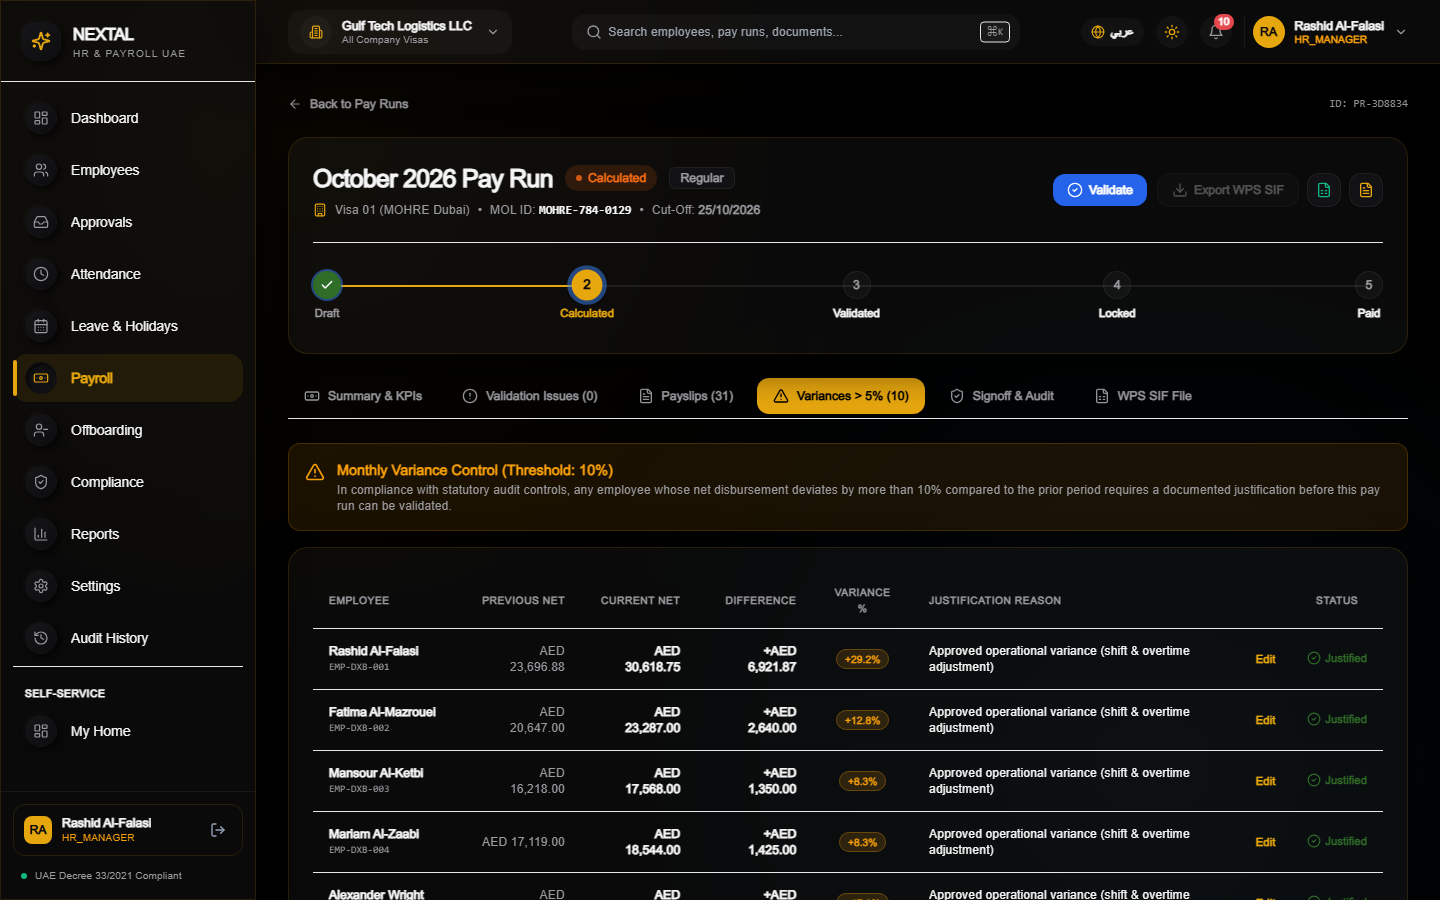 NEXTAL
HR & PAYROLL UAE
Gulf Tech Logistics LLC
All Company Visas
Search employees, pay runs, documents...
⌘K
عربي
10
RA
Rashid Al-Falasi
HR_MANAGER
Dashboard
Employees
Approvals
Attendance
Leave & Holidays
Payroll
Offboarding
Compliance
Reports
Settings
Audit History
SELF-SERVICE
My Home
RA
Rashid Al-Falasi
HR_MANAGER
UAE Decree 33/2021 Compliant
Back to Pay Runs
ID: PR-3D8834
October 2026 Pay Run
Calculated
Regular
Visa 01 (MOHRE Dubai) • MOL ID: MOHRE-784-0129 • Cut-Off: 25/10/2026
Validate
Export WPS SIF
2
3
4
5
Draft
Calculated
Validated
Locked
Paid
Summary & KPIs
Validation Issues (0)
Payslips (31)
Variances > 5% (10)
Signoff & Audit
WPS SIF File
Monthly Variance Control (Threshold: 10%)
In compliance with statutory audit controls, any employee whose net disbursement deviates by more than 10% compared to the prior period requires a documented justification before this pay
run can be validated.
EMPLOYEE
PREVIOUS NET
CURRENT NET
DIFFERENCE
VARIANCE
%
JUSTIFICATION REASON
STATUS
Rashid Al-Falasi
EMP-DXB-001
AED
23,696.88
AED
30,618.75
+AED
6,921.87
+29.2%
Approved operational variance (shift & overtime
adjustment)
Edit
Justified
Fatima Al-Mazrouei
EMP-DXB-002
AED
20,647.00
AED
23,287.00
+AED
2,640.00
+12.8%
Approved operational variance (shift & overtime
adjustment)
Edit
Justified
Mansour Al-Ketbi
EMP-DXB-003
AED
16,218.00
AED
17,568.00
+AED
1,350.00
+8.3%
Approved operational variance (shift & overtime
adjustment)
Edit
Justified
Mariam Al-Zaabi
EMP-DXB-004
AED 17,119.00
AED
18,544.00
+AED
1,425.00
+8.3%
Approved operational variance (shift & overtime
adjustment)
Edit
Justified
Alexander Wright
AED
AED
+AED
Approved operational variance (shift & overtime